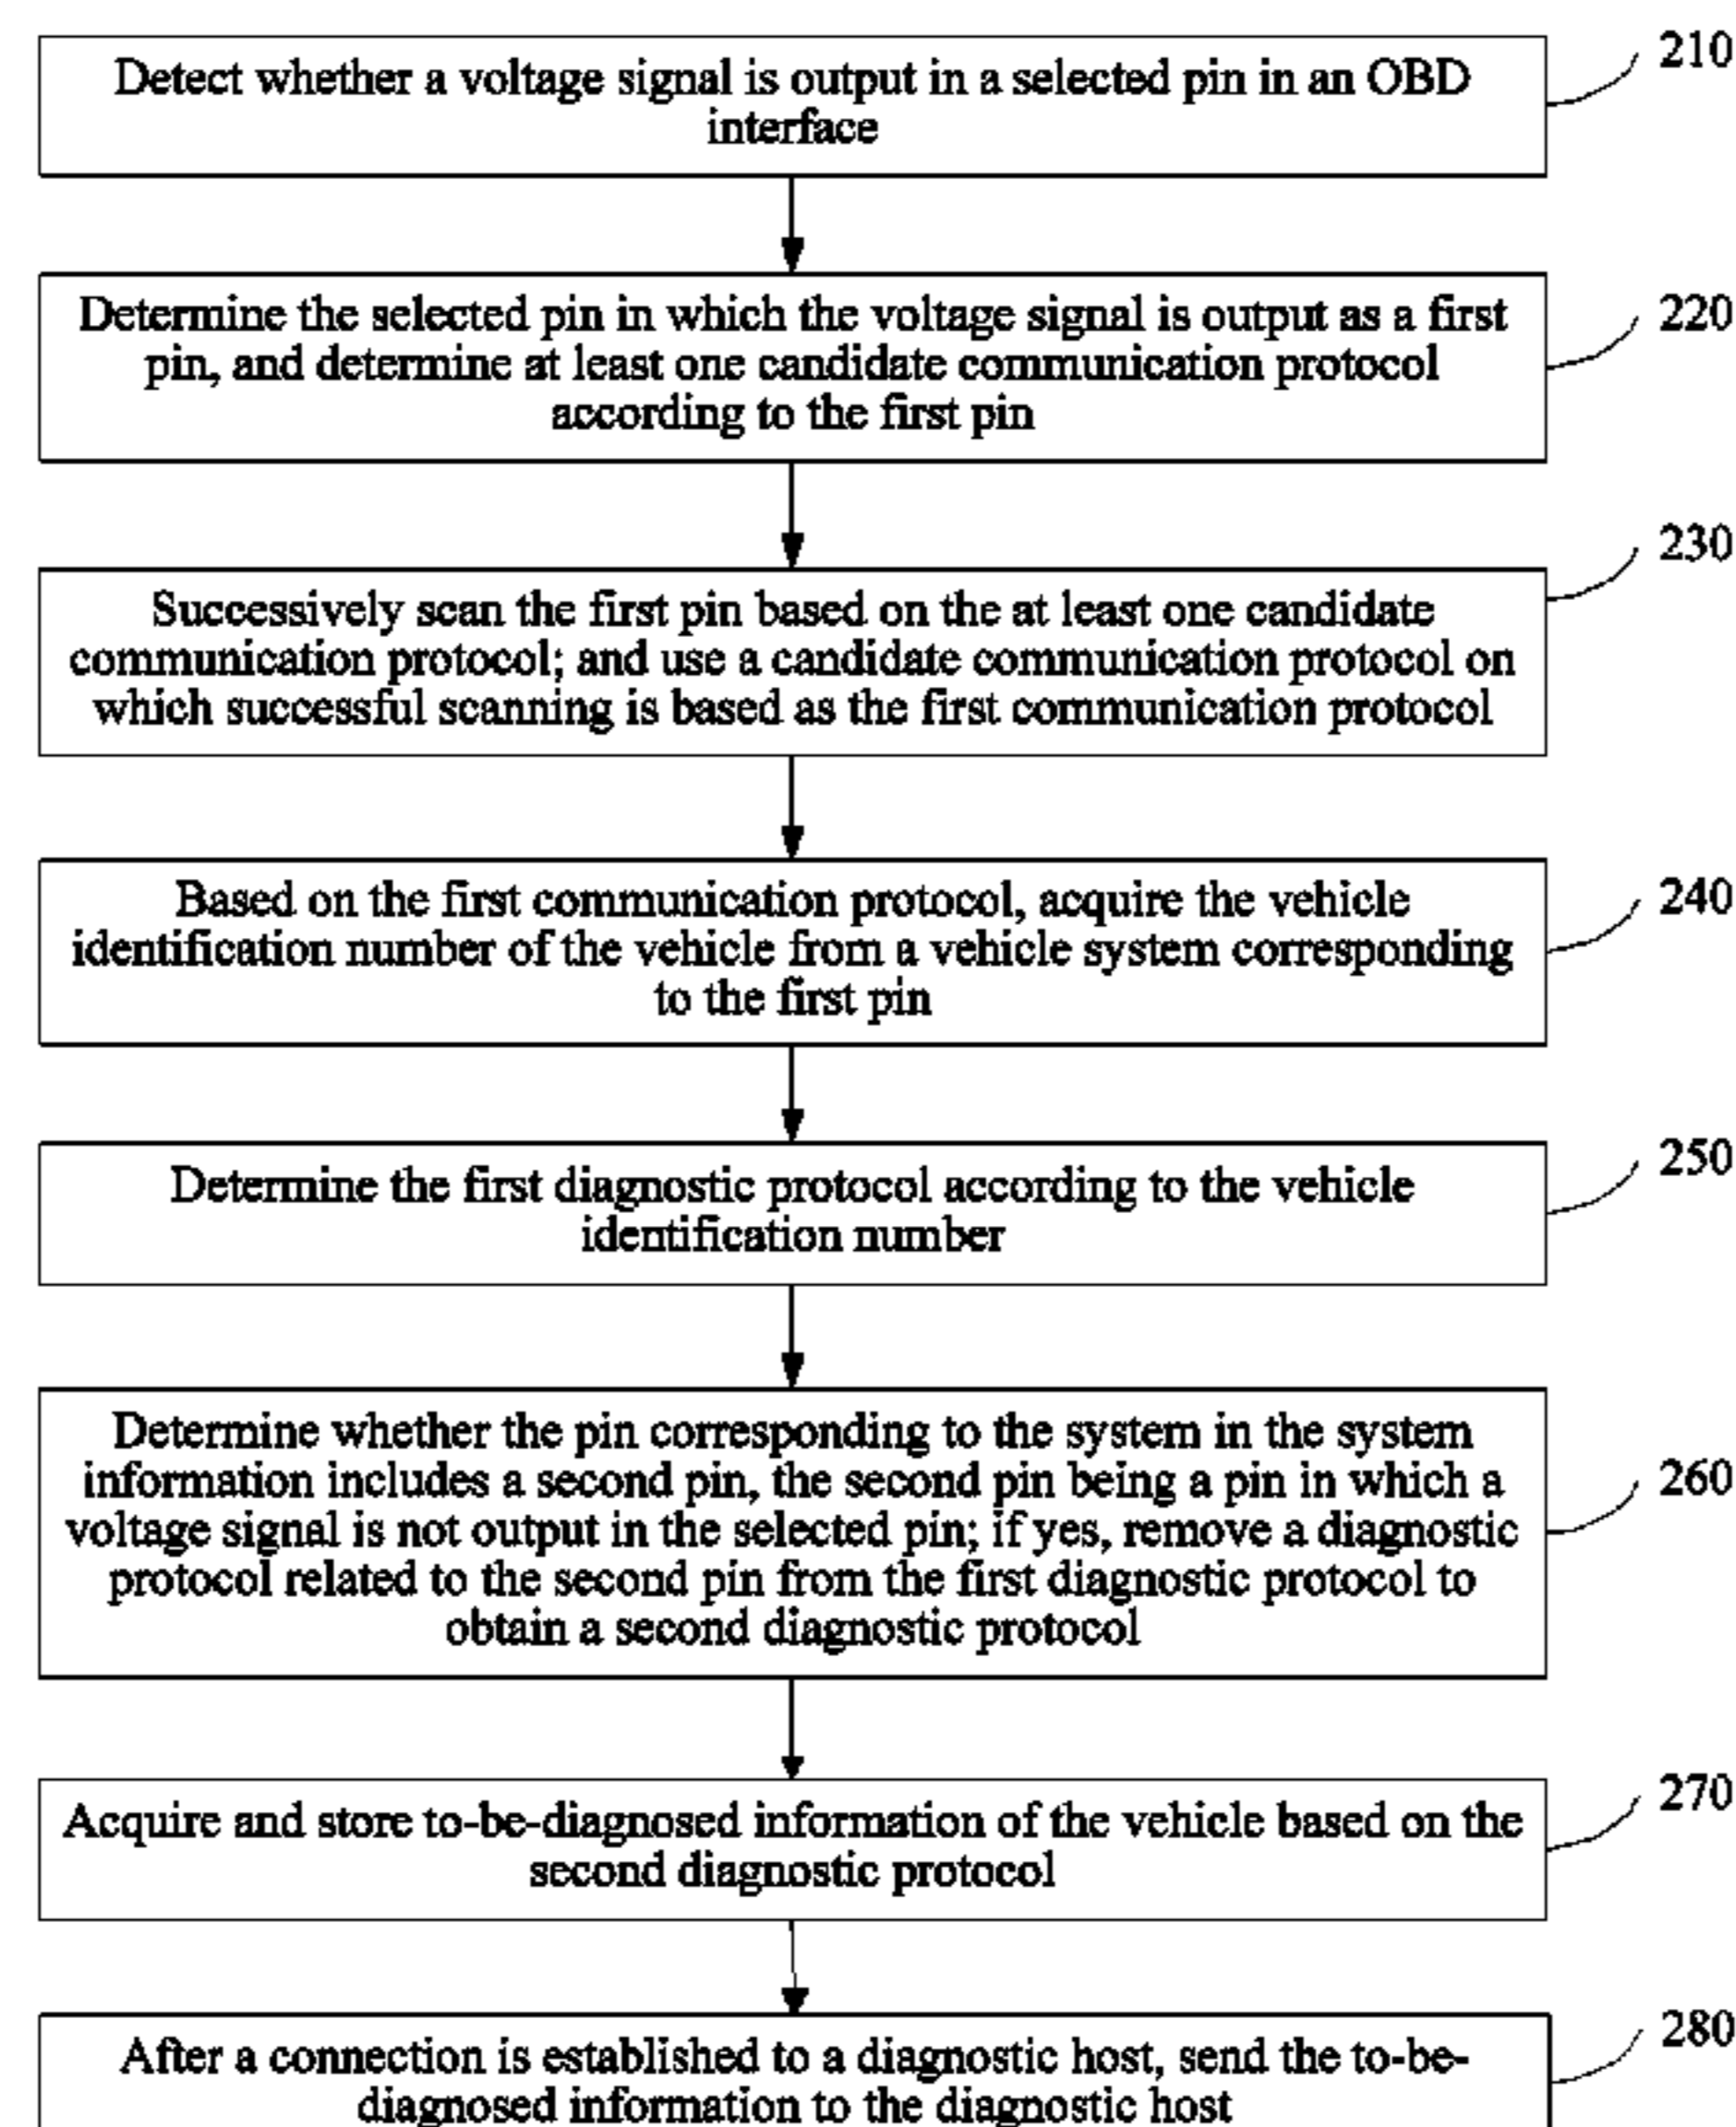 Detect whether a voltage signal is output in a selected pin in an OBD
interface
210
Determine the selected pin in which the voltage signal is output as a first
pin, and determine at least one candidate communication protocol
according to the first pin
220
Successively scan the first pin based on the at least one candidate
communication protocol; and use a candidate communication protocol on
which successful scanning is based as the first communication protocol
230
Based on the first communication protocol, acquire the vehicle
identification number of the vehicle from a vehicle system corresponding
to the first pin
240
Determine the first diagnostic protocol according to the vehicle
identification number
250
Determine whether the pin corresponding to the system in the system
information includes a second pin, the second pin being a pin in which a
voltage signal is not output in the selected pin; if yes, remove a diagnostic
protocol related to the second pin from the first diagnostic protocol to
obtain a second diagnostic protocol
260
Acquire and store to-be-diagnosed information of the vehicle based on the
second diagnostic protocol
270
After a connection is established to a diagnostic host, send the to-be-
diagnosed information to the diagnostic host
280